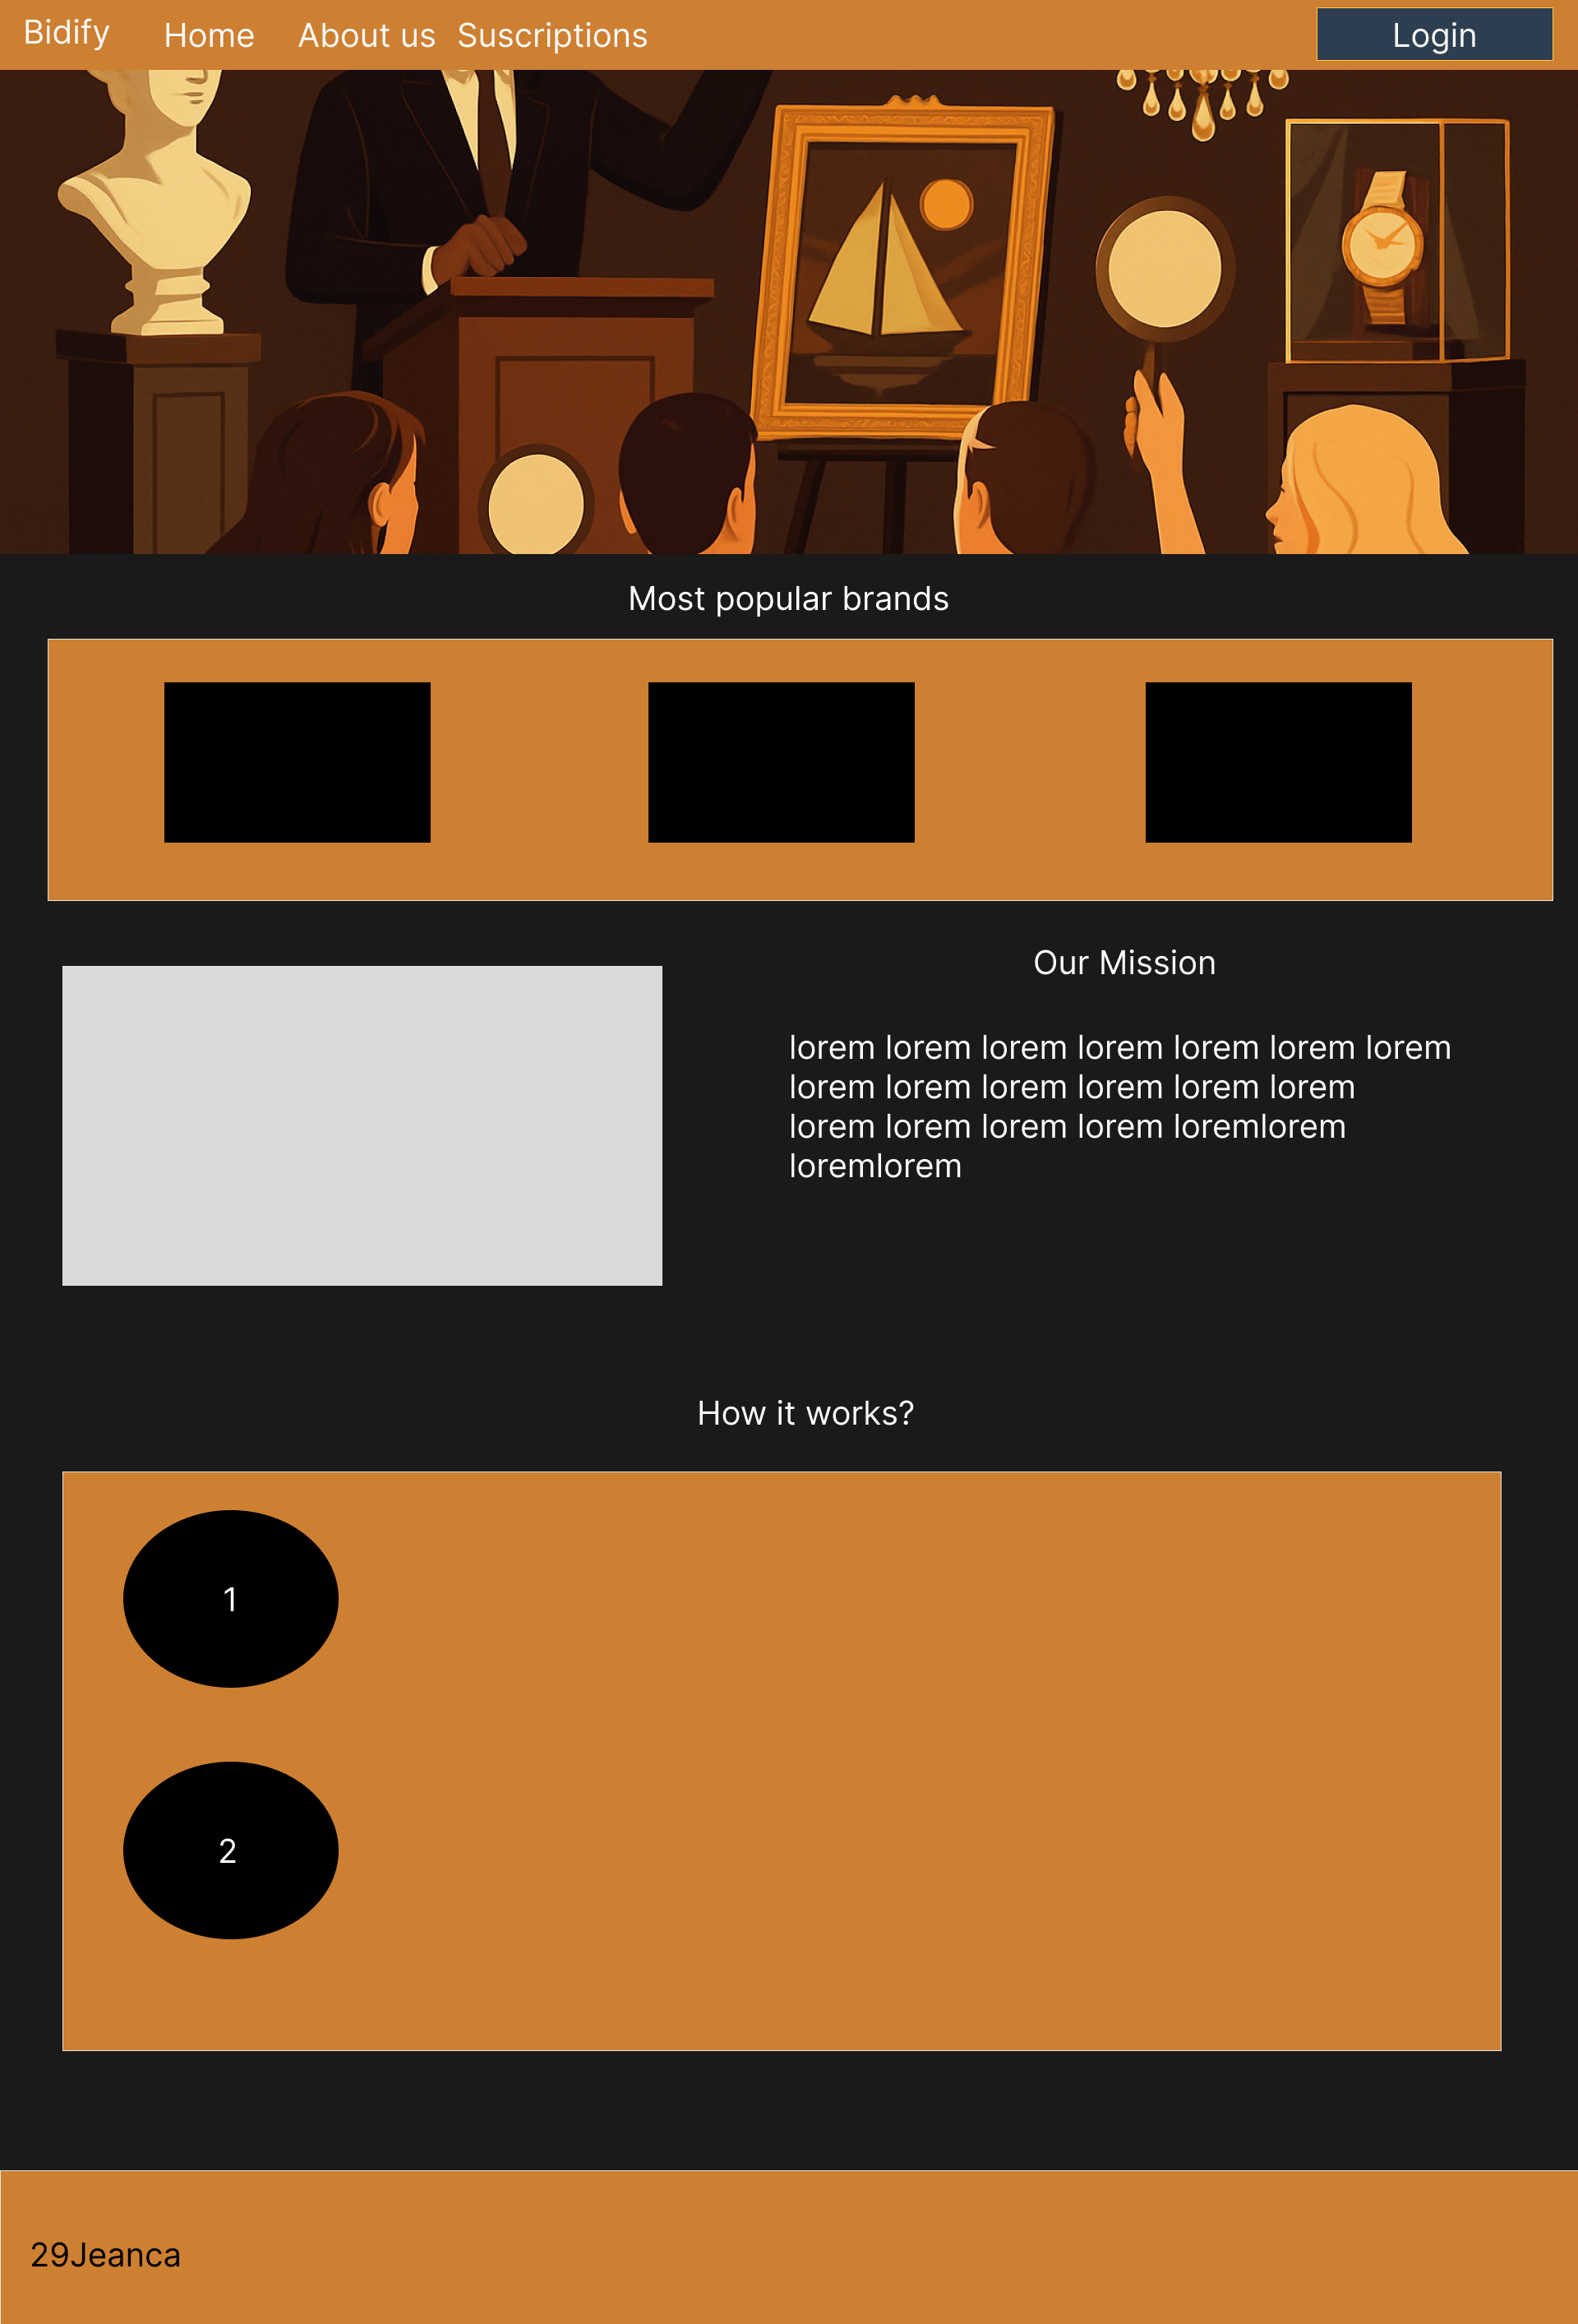 Bidify Home About us Suscriptions Login
Most popular brands
Our Mission
lorem lorem lorem lorem lorem lorem lorem
lorem lorem lorem lorem lorem lorem
lorem lorem lorem lorem loremlorem
loremlorem
How it works?
1
2
29Jeanca